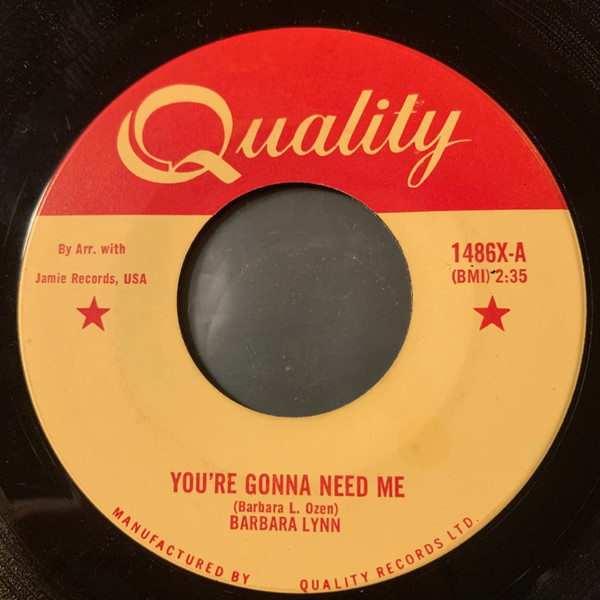 Quality
By Arr. with
Jamie Records, USA
1486X-A
(BMI) 2:35
YOU'RE GONNA NEED ME
(Barbara L. Ozen)
BARBARA LYNN
MANUFACTURED BY QUALITY RECORDS LTD.